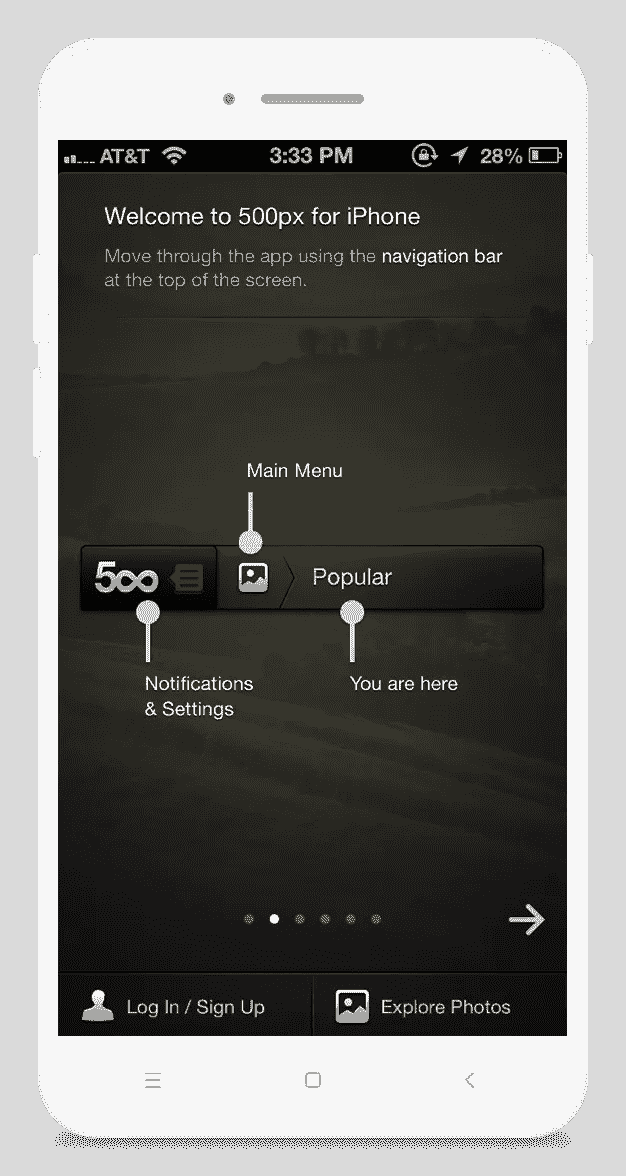 AT&T 3:33 PM 28%
Welcome to 500px for iPhone
Move through the app using the navigation bar
at the top of the screen.
Main Menu
500 Popular
Notifications
& Settings
You are here
Log In / Sign Up
Explore Photos